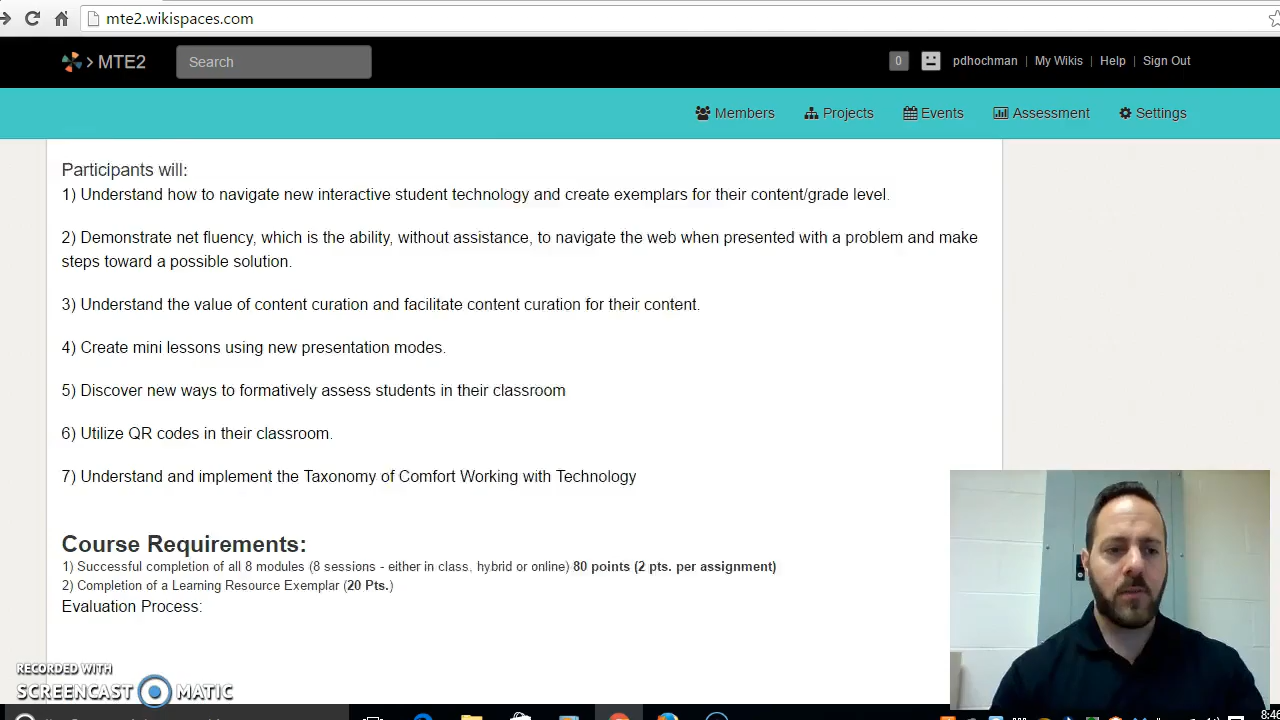 mte2.wikispaces.com
MTE2
Search
0
pdhochman | My Wikis | Help | Sign Out
Members
Projects
Events
Assessment
Settings
Participants will:
1) Understand how to navigate new interactive student technology and create exemplars for their content/grade level.
2) Demonstrate net fluency, which is the ability, without assistance, to navigate the web when presented with a problem and make
steps toward a possible solution.
3) Understand the value of content curation and facilitate content curation for their content.
4) Create mini lessons using new presentation modes.
5) Discover new ways to formatively assess students in their classroom
6) Utilize QR codes in their classroom.
7) Understand and implement the Taxonomy of Comfort Working with Technology
Course Requirements:
1) Successful completion of all 8 modules (8 sessions - either in class, hybrid or online) 80 points (2 pts. per assignment)
2) Completion of a Learning Resource Exemplar (20 Pts.)
Evaluation Process:
RECORDED WITH
SCREENCAST MATIC
8:46